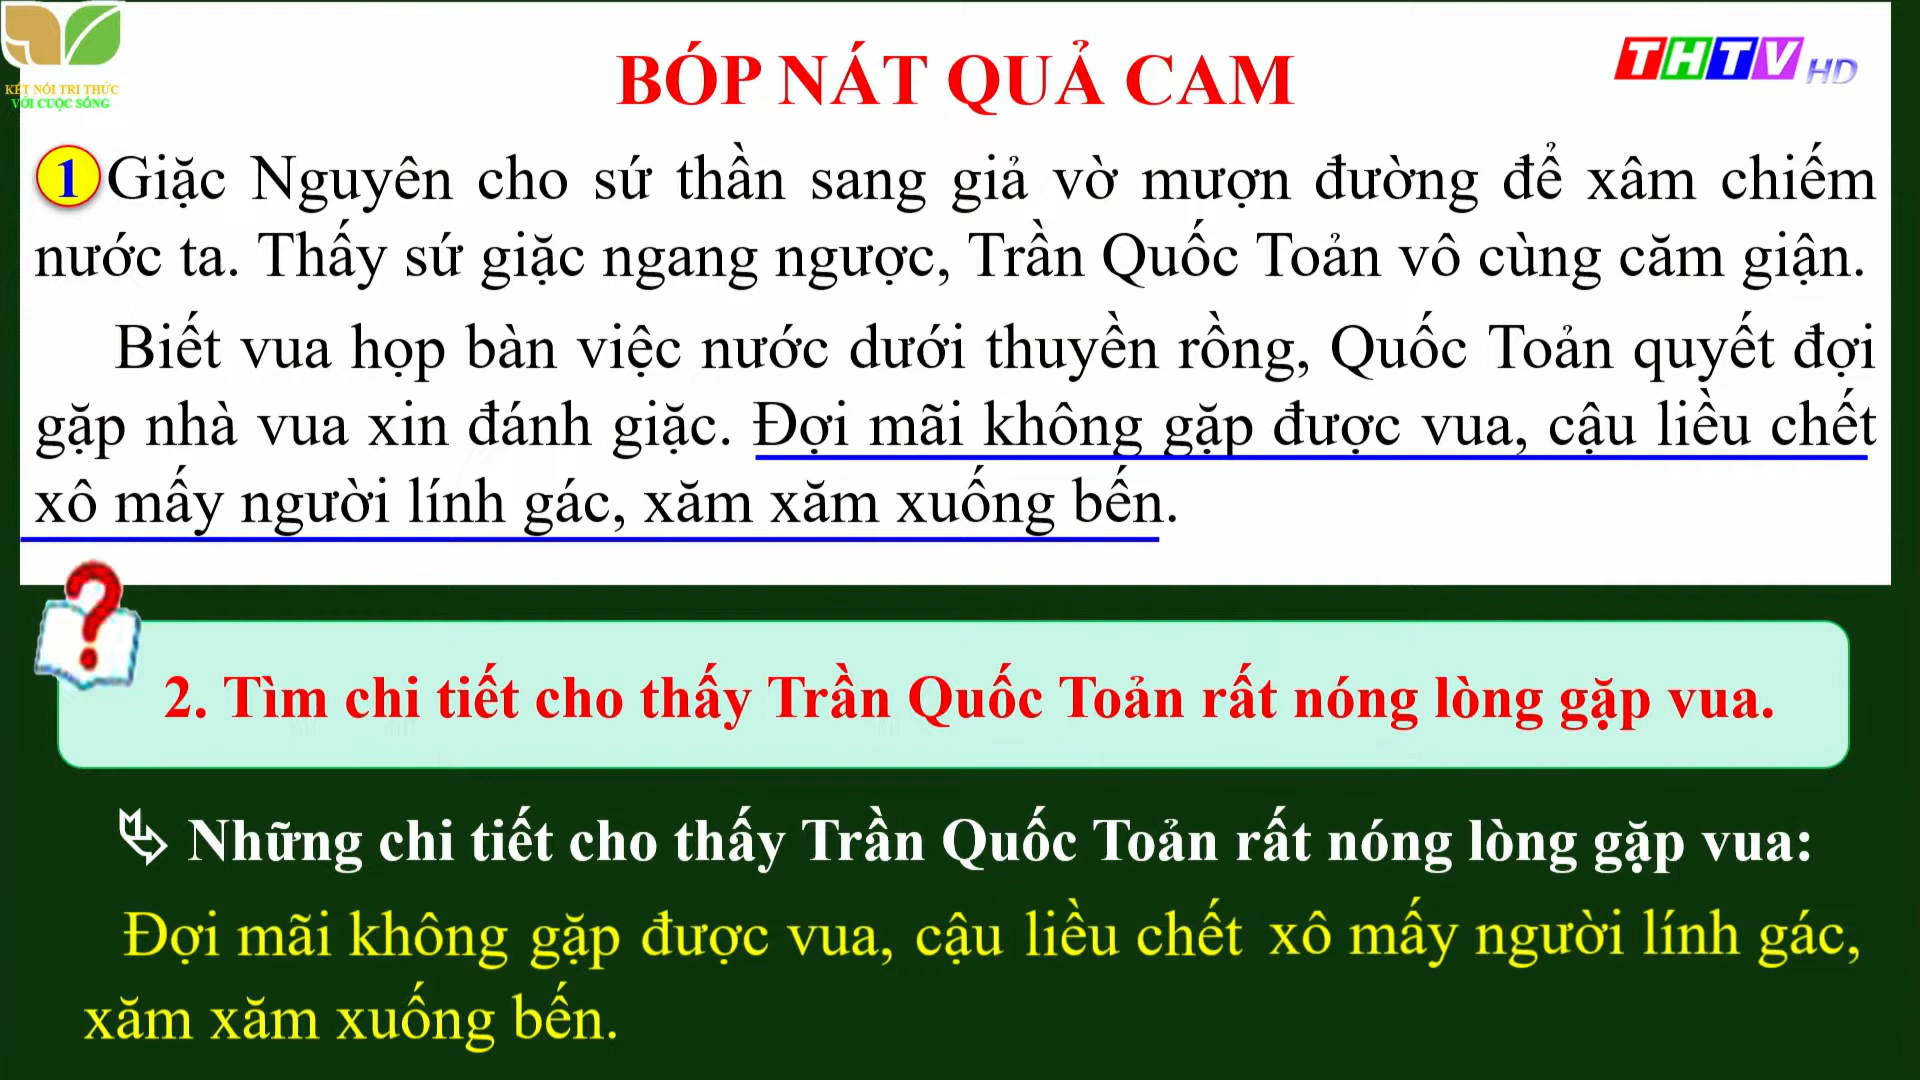 KẾT NỐI TRI THỨC
VỚI CUỘC SỐNG
BÓP NÁT QUẢ CAM
THTV HD
1 Giặc Nguyên cho sứ thần sang giả vờ mượn đường để xâm chiếm
nước ta. Thấy sứ giặc ngang ngược, Trần Quốc Toản vô cùng căm giận.
Biết vua họp bàn việc nước dưới thuyền rồng, Quốc Toản quyết đợi
gặp nhà vua xin đánh giặc. Đợi mãi không gặp được vua, cậu liều chết
xô mấy người lính gác, xăm xăm xuống bến.
?
2. Tìm chi tiết cho thấy Trần Quốc Toản rất nóng lòng gặp vua.
Những chi tiết cho thấy Trần Quốc Toản rất nóng lòng gặp vua:
Đợi mãi không gặp được vua, cậu liều chết xô mấy người lính gác,
xăm xăm xuống bến.